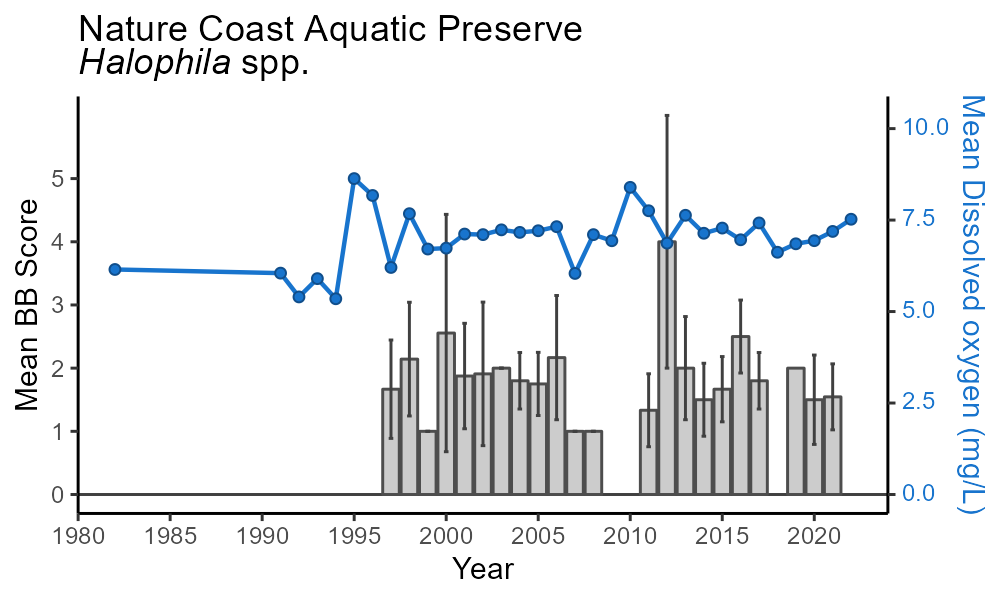 Nature Coast Aquatic Preserve
Halophila spp.
Mean BB Score
5
4
3
2
1
0
10.0
7.5
5.0
2.5
0.0
Mean Dissolved oxygen (mg/L)
1980 1985 1990 1995 2000 2005 2010 2015 2020
Year